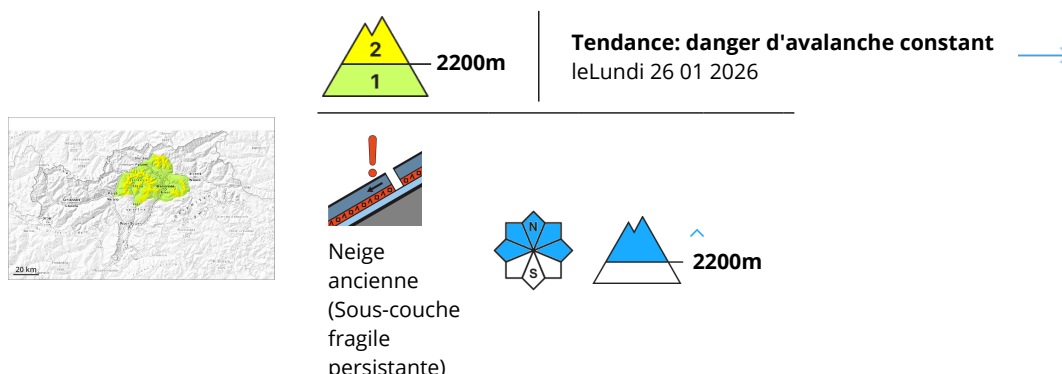 2
2200m
1
Tendance: danger d'avalanche constant
leLundi 26 01 2026
20 km
Neige
ancienne
(Sous-couche
fragile
persistante)
N
S
2200m